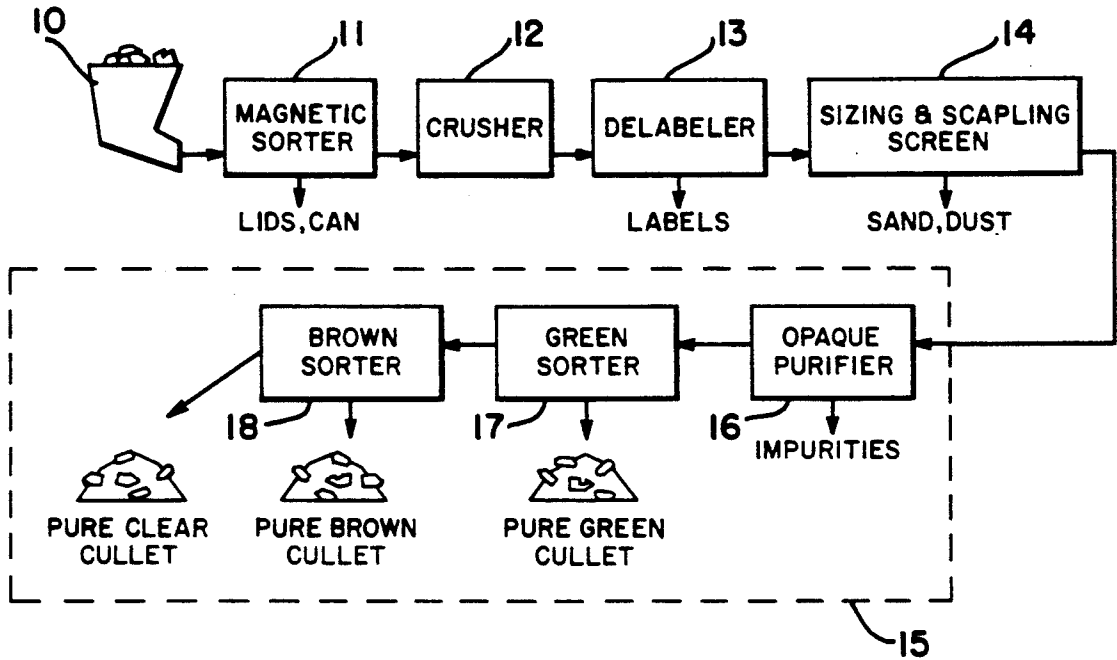 10
11
12
13
14
MAGNETIC
SORTER
CRUSHER
DELABELER
SIZING & SCAPLING
SCREEN
LIDS, CAN
LABELS
SAND, DUST
BROWN
SORTER
GREEN
SORTER
OPAQUE
PURIFIER
18
17
16
IMPURITIES
PURE CLEAR
CULLET
PURE BROWN
CULLET
PURE GREEN
CULLET
15